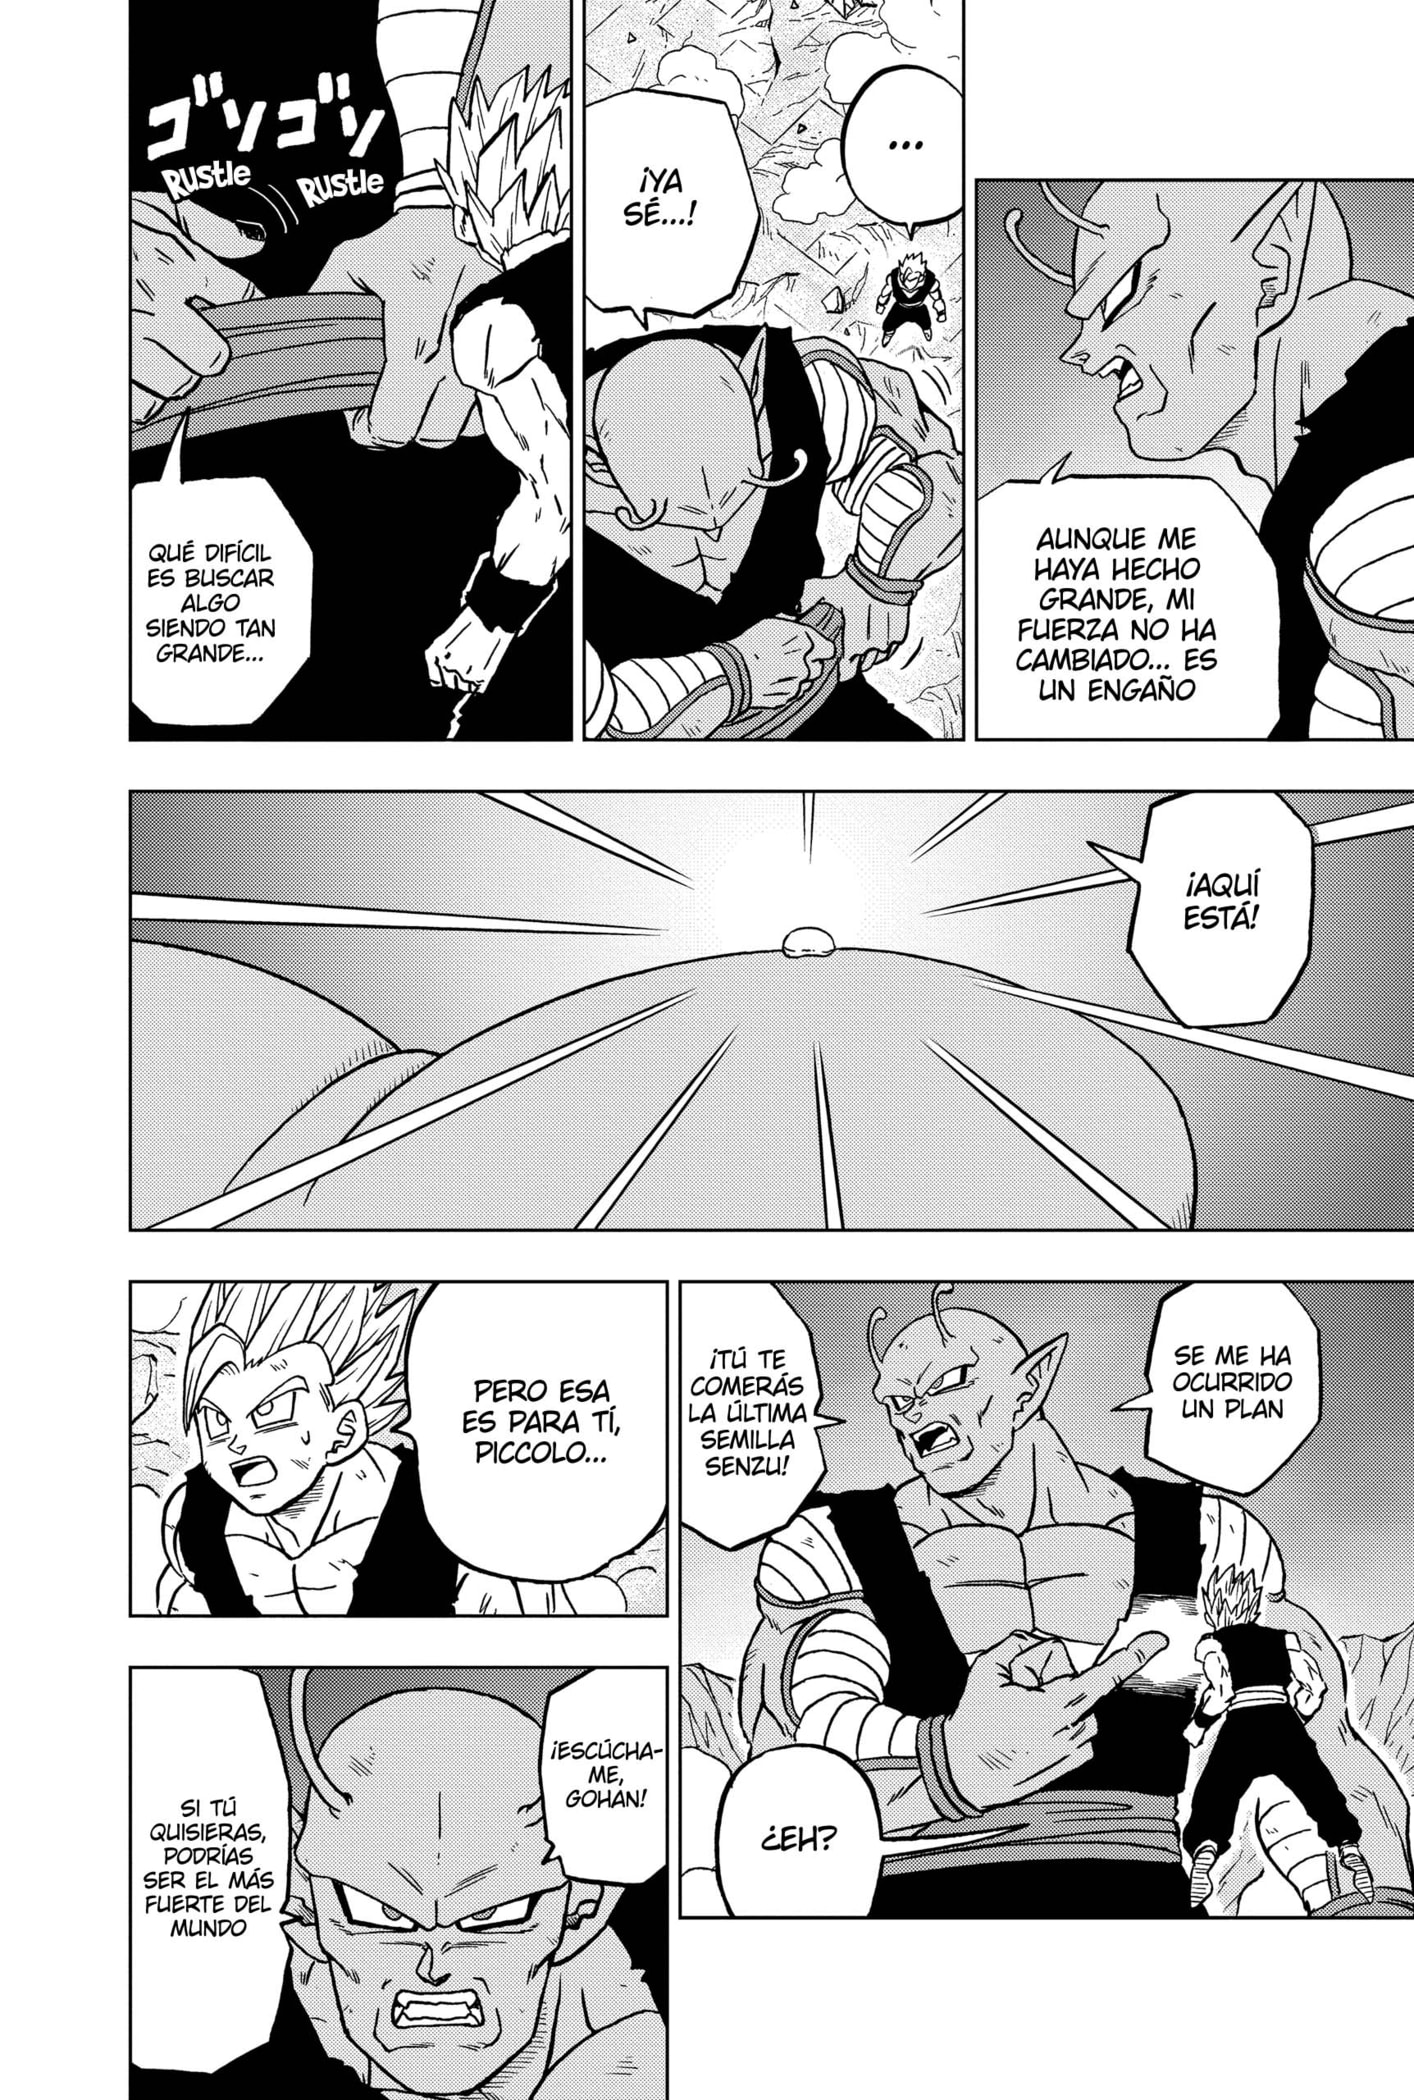 AUNQUE ME
HAYA HECHO
GRANDE, MI
FUERZA NO HA
CAMBIADO... ES
UN ENGAÑO
...
¡YA
SÉ...!
ゴソゴソ
RUSTLE
RUSTLE
QUÉ DIFÍCIL
ES BUSCAR
ALGO
SIENDO TAN
GRANDE...
¡AQUÍ
ESTÁ!
SE ME HA
OCURRIDO
UN PLAN
¡TÚ TE
COMERÁS
LA ÚLTIMA
SEMILLA
SENZU!
¿EH?
PERO ESA
ES PARA TÍ,
PICCOLO...
¡ESCÚCHA-
ME,
GOHAN!
SI TÚ
QUISIERAS,
PODRÍAS
SER EL MÁS
FUERTE DEL
MUNDO